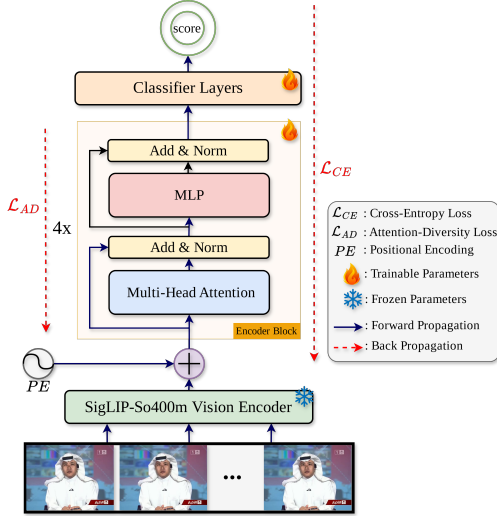 score
Classifier Layers
Add & Norm
MLP
4x
Add & Norm
Multi-Head Attention
Encoder Block
PE
SigLIP-So400m Vision Encoder
...
ℒ_AD
ℒ_CE
ℒ_CE : Cross-Entropy Loss
ℒ_AD : Attention-Diversity Loss
PE : Positional Encoding
: Trainable Parameters
: Frozen Parameters
: Forward Propagation
: Back Propagation